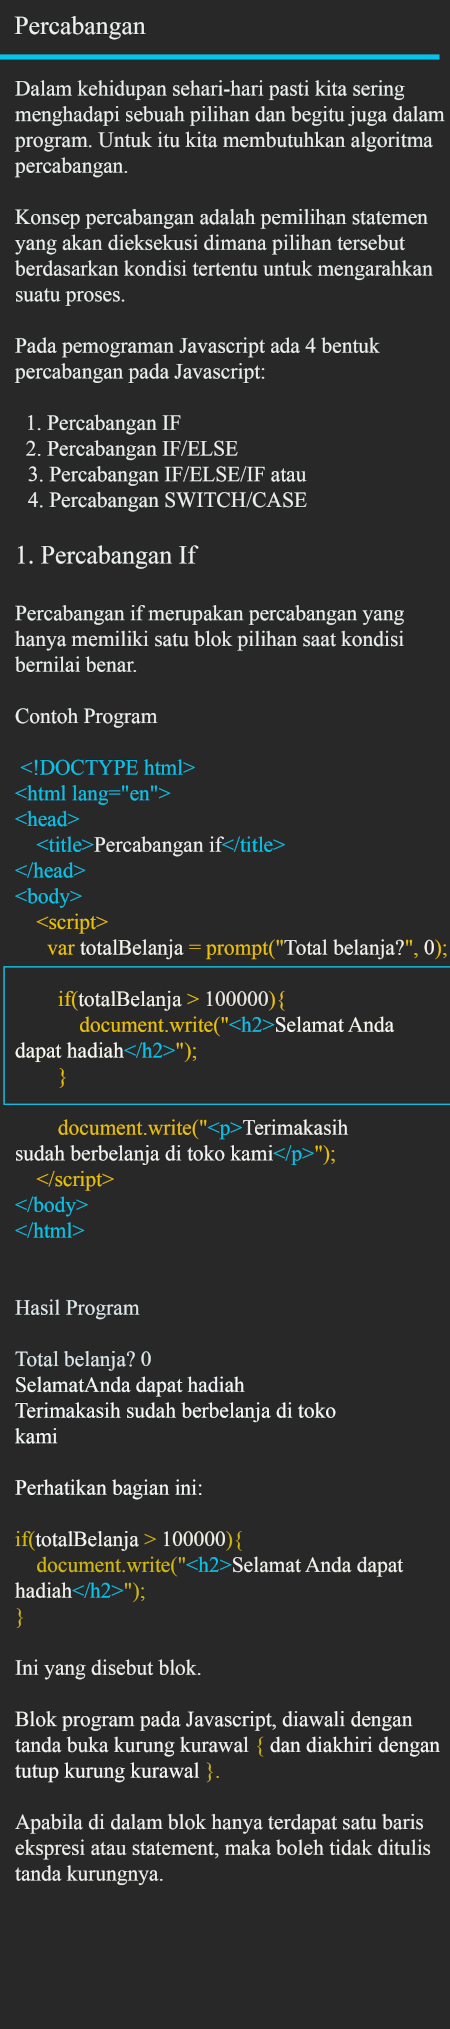 Percabangan
Dalam kehidupan sehari-hari pasti kita sering
menghadapi sebuah pilihan dan begitu juga dalam
program. Untuk itu kita membutuhkan algoritma
percabangan.
Konsep percabangan adalah pemilihan statemen
yang akan dieksekusi dimana pilihan tersebut
berdasarkan kondisi tertentu untuk mengarahkan
suatu proses.
Pada pemograman Javascript ada 4 bentuk
percabangan pada Javascript:
1. Percabangan IF
2. Percabangan IF/ELSE
3. Percabangan IF/ELSE/IF atau
4. Percabangan SWITCH/CASE
1. Percabangan If
Percabangan if merupakan percabangan yang
hanya memiliki satu blok pilihan saat kondisi
bernilai benar.
Contoh Program
<!DOCTYPE html>
<html lang="en">
<head>
<title>Percabangan if</title>
</head>
<body>
<script>
var totalBelanja = prompt("Total belanja?", 0);
if(totalBelanja > 100000){
document.write("<h2>Selamat Anda
dapat hadiah</h2>");
}
document.write("<p>Terimakasih
sudah berbelanja di toko kami</p>");
</script>
</body>
</html>
Hasil Program
Total belanja? 0
SelamatAnda dapat hadiah
Terimakasih sudah berbelanja di toko
kami
Perhatikan bagian ini:
if(totalBelanja > 100000){
document.write("<h2>Selamat Anda dapat
hadiah</h2>");
}
Ini yang disebut blok.
Blok program pada Javascript, diawali dengan
tanda buka kurung kurawal { dan diakhiri dengan
tutup kurung kurawal }.
Apabila di dalam blok hanya terdapat satu baris
ekspresi atau statement, maka boleh tidak ditulis
tanda kurungnya.